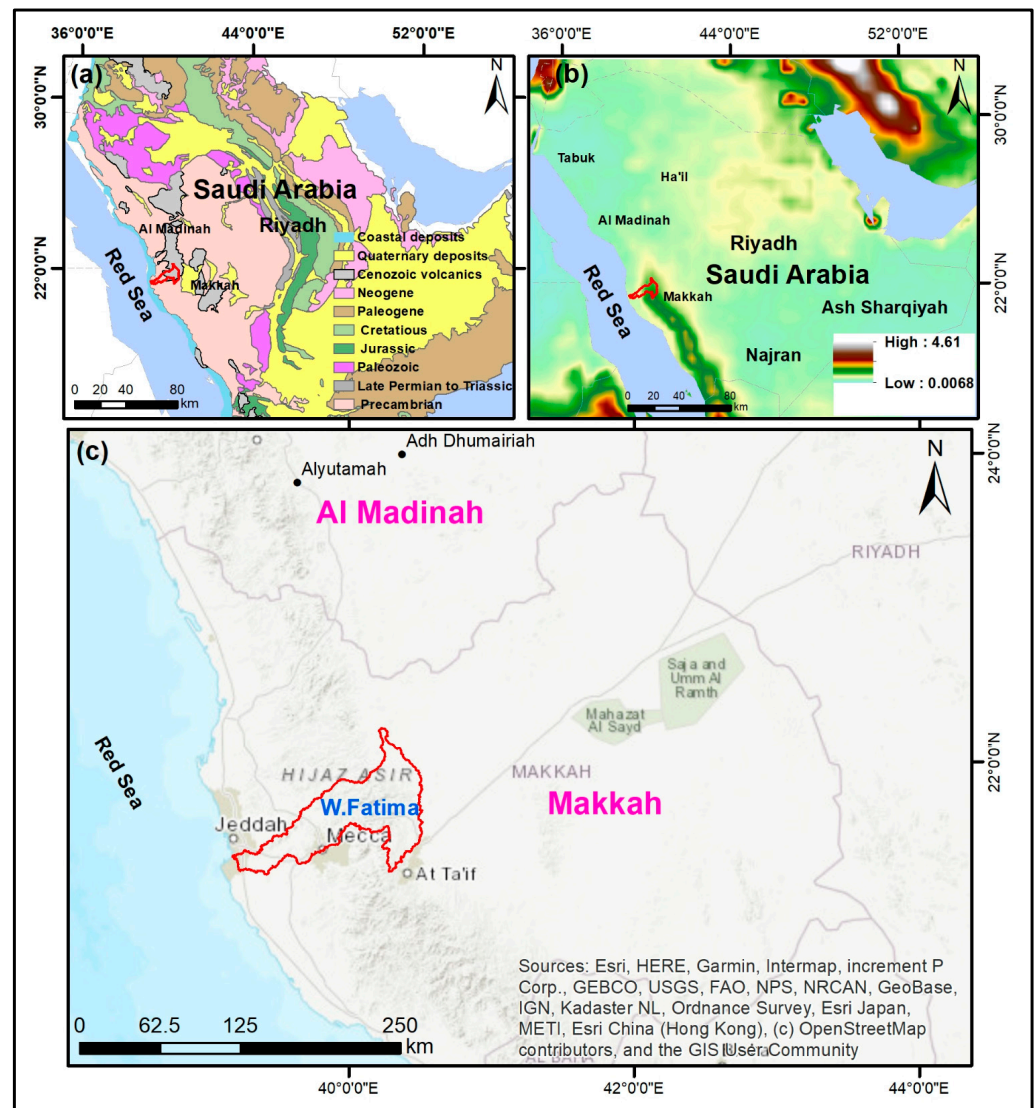 36°0'0"E
44°0'0"E
52°0'0"E
(a)
N
30°0'0"N
22°0'0"N
Saudi Arabia
Riyadh
Al Madinah
Makkah
Red Sea
Coastal deposits
Quaternary deposits
Cenozoic volcanics
Neogene
Paleogene
Cretatious
Jurassic
Paleozoic
Late Permian to Triassic
Precambrian
0 20 40 80
km
36°0'0"E
44°0'0"E
52°0'0"E
(b)
N
30°0'0"N
22°0'0"N
Tabuk
Ha'il
Al Madinah
Riyadh
Saudi Arabia
Makkah
Ash Sharqiyah
Red Sea
Najran
High : 4.61
Low : 0.0068
0 20 40 80
km
(c)
N
24°0'0"N
22°0'0"N
Adh Dhumairiah
Alyutamah
Al Madinah
RIYADH
Saja and
Umm Al
Ramth
Mahazat
Al Sayd
Red Sea
HIJAZ ASIR
MAKKAH
Makkah
W.Fatima
Jeddah
Mecca
At Ta'if
Sources: Esri, HERE, Garmin, Intermap, increment P
Corp., GEBCO, USGS, FAO, NPS, NRCAN, GeoBase,
IGN, Kadaster NL, Ordnance Survey, Esri Japan,
METI, Esri China (Hong Kong), (c) OpenStreetMap
contributors, and the GIS User Community
0 62.5 125 250
km
40°0'0"E
42°0'0"E
44°0'0"E